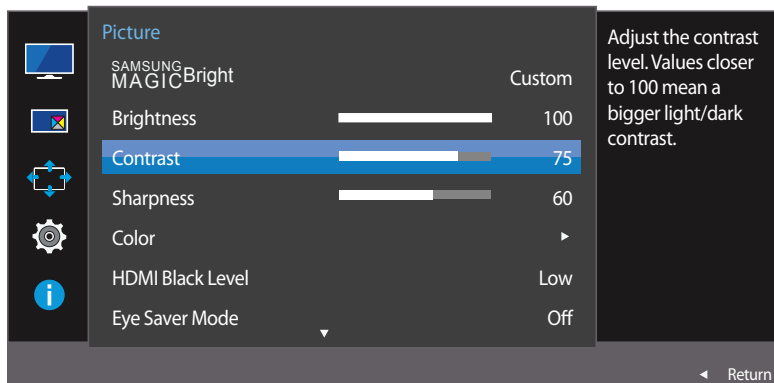 Picture
SAMSUNG
MAGICBright Custom
Brightness 100
Contrast 75
Sharpness 60
Color
HDMI Black Level Low
Eye Saver Mode Off
Adjust the contrast
level. Values closer
to 100 mean a
bigger light/dark
contrast.
Return